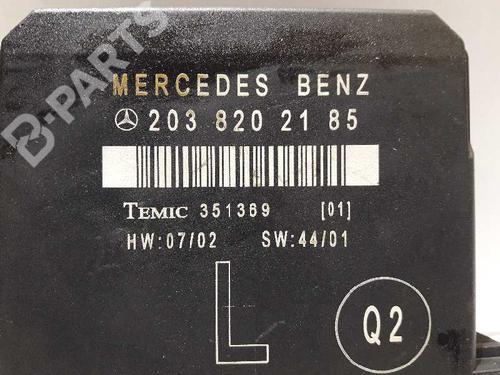 B-PARTS
MERCEDES BENZ
203 820 21 85
TEMIC 351369 [01]
HW:07/02 SW:44/01
L
Q2